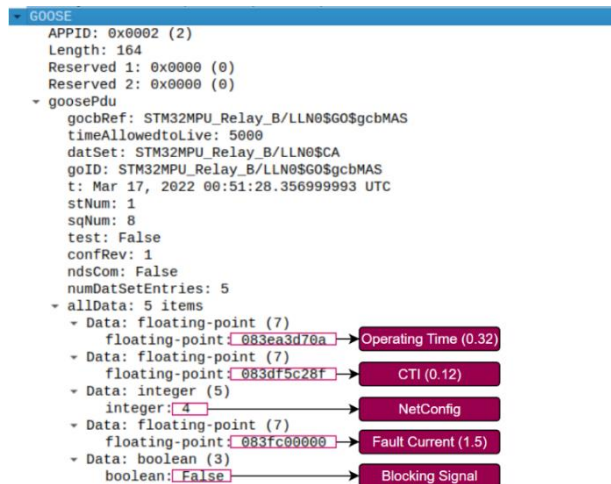 GOOSE
APPID: 0x0002 (2)
Length: 164
Reserved 1: 0x0000 (0)
Reserved 2: 0x0000 (0)
goosePdu
gocbRef: STM32MPU_Relay_B/LLN0$GO$gcbMAS
timeAllowedtoLive: 5000
datSet: STM32MPU_Relay_B/LLN0$CA
goID: STM32MPU_Relay_B/LLN0$GO$gcbMAS
t: Mar 17, 2022 00:51:28.356999993 UTC
stNum: 1
sqNum: 8
test: False
confRev: 1
ndsCom: False
numDatSetEntries: 5
allData: 5 items
Data: floating-point (7)
floating-point: 083ea3d70a Operating Time (0.32)
Data: floating-point (7)
floating-point: 083df5c28f CTI (0.12)
Data: integer (5)
integer: 4 NetConfig
Data: floating-point (7)
floating-point: 083fc00000 Fault Current (1.5)
Data: boolean (3)
boolean: False Blocking Signal